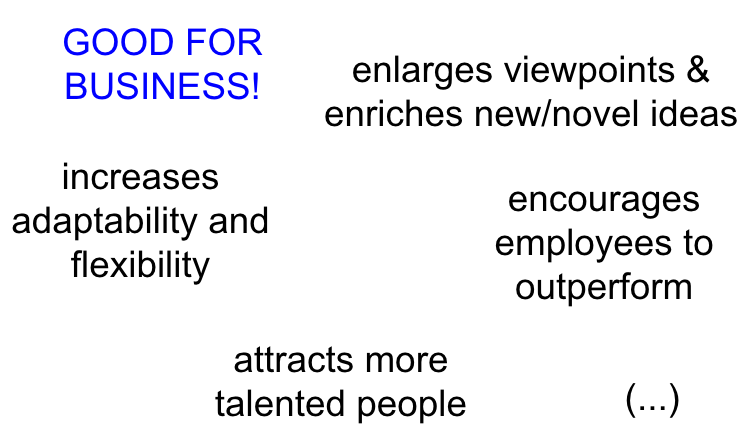 GOOD FOR
BUSINESS!
enlarges viewpoints &
enriches new/novel ideas
increases
adaptability and
flexibility
encourages
employees to
outperform
attracts more
talented people
(...)